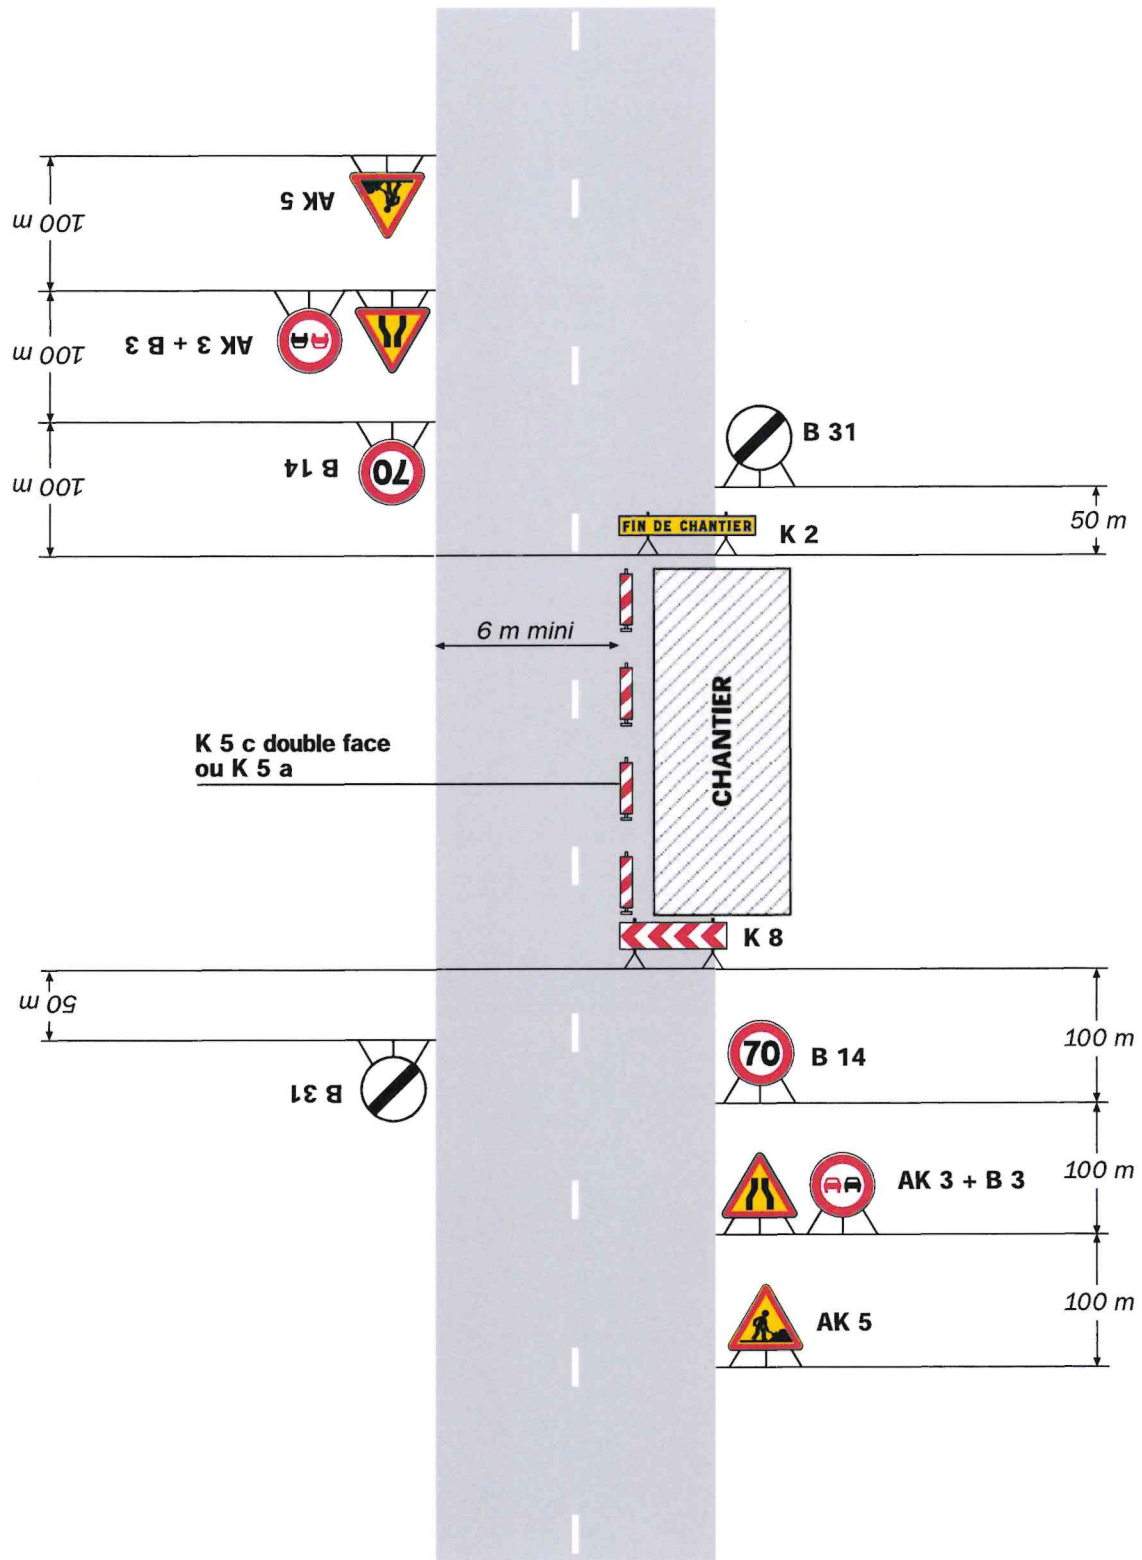 AK 5
100 m
AK 3 + B 3
100 m
B 14
70
100 m
B 31
50 m
FIN DE CHANTIER
K 2
6 m mini
CHANTIER
K 5 c double face
ou K 5 a
K 8
50 m
B 31
70
B 14
100 m
AK 3 + B 3
100 m
AK 5
100 m